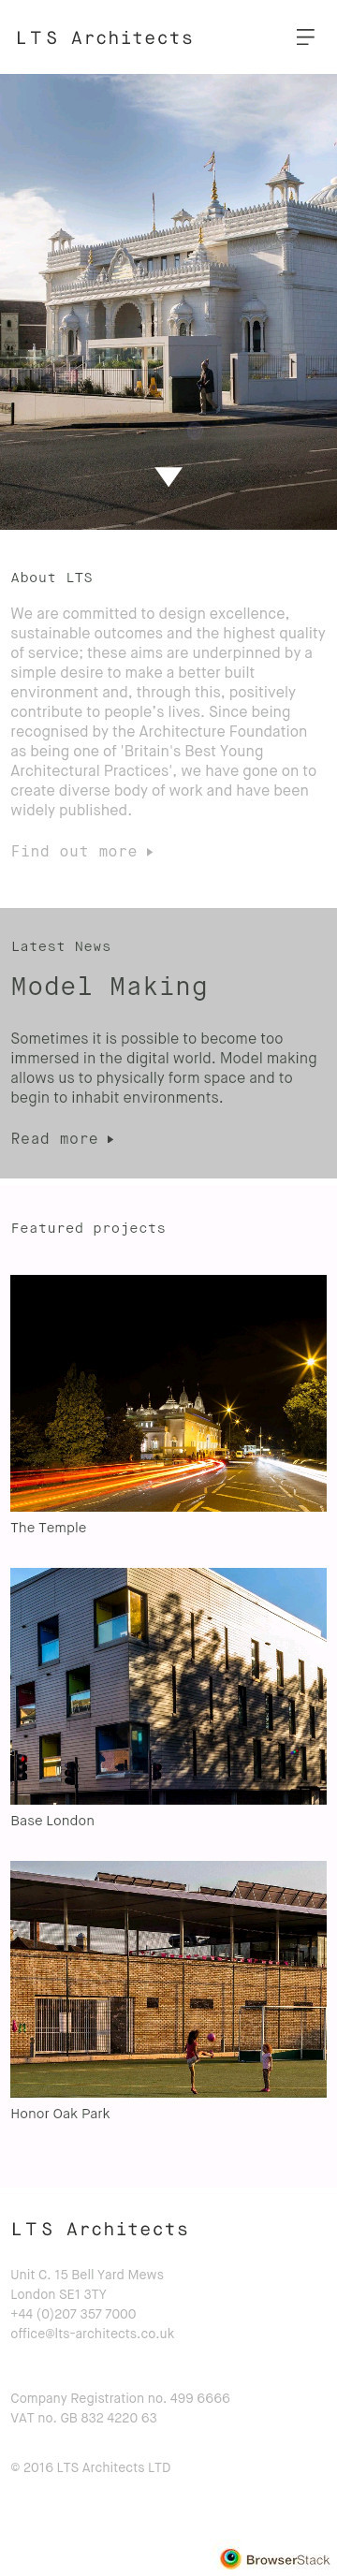 LTS Architects
About LTS
We are committed to design excellence,
sustainable outcomes and the highest quality
of service; these aims are underpinned by a
simple desire to make a better built
environment and, through this, positively
contribute to people’s lives. Since being
recognised by the Architecture Foundation
as being one of 'Britain's Best Young
Architectural Practices', we have gone on to
create diverse body of work and have been
widely published.
Find out more
Latest News
Model Making
Sometimes it is possible to become too
immersed in the digital world. Model making
allows us to physically form space and to
begin to inhabit environments.
Read more
Featured projects
The Temple
Base London
Honor Oak Park
LTS Architects
Unit C. 15 Bell Yard Mews
London SE1 3TY
+44 (0)207 357 7000
office@lts-architects.co.uk
Company Registration no. 499 6666
VAT no. GB 832 4220 63
© 2016 LTS Architects LTD
BrowserStack